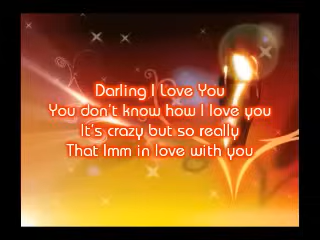 Darling I Love You
You don't know how I love you
It's crazy but so really
That Imm in love with you